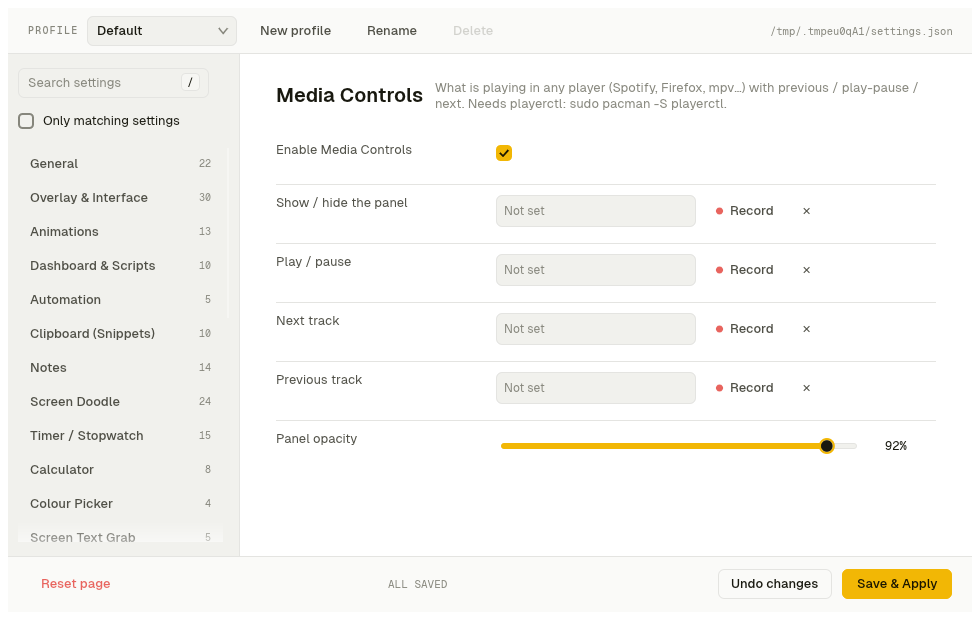 PROFILE Default New profile Rename Delete /tmp/.tmpeu0qA1/settings.json
Search settings /
Only matching settings
General 22
Overlay & Interface 30
Animations 13
Dashboard & Scripts 10
Automation 5
Clipboard (Snippets) 10
Notes 14
Screen Doodle 24
Timer / Stopwatch 15
Calculator 8
Colour Picker 4
Screen Text Grab 5
Media Controls
What is playing in any player (Spotify, Firefox, mpv…) with previous / play-pause /
next. Needs playerctl: sudo pacman -S playerctl.
Enable Media Controls
Show / hide the panel Not set Record ×
Play / pause Not set Record ×
Next track Not set Record ×
Previous track Not set Record ×
Panel opacity 92%
Reset page ALL SAVED Undo changes Save & Apply